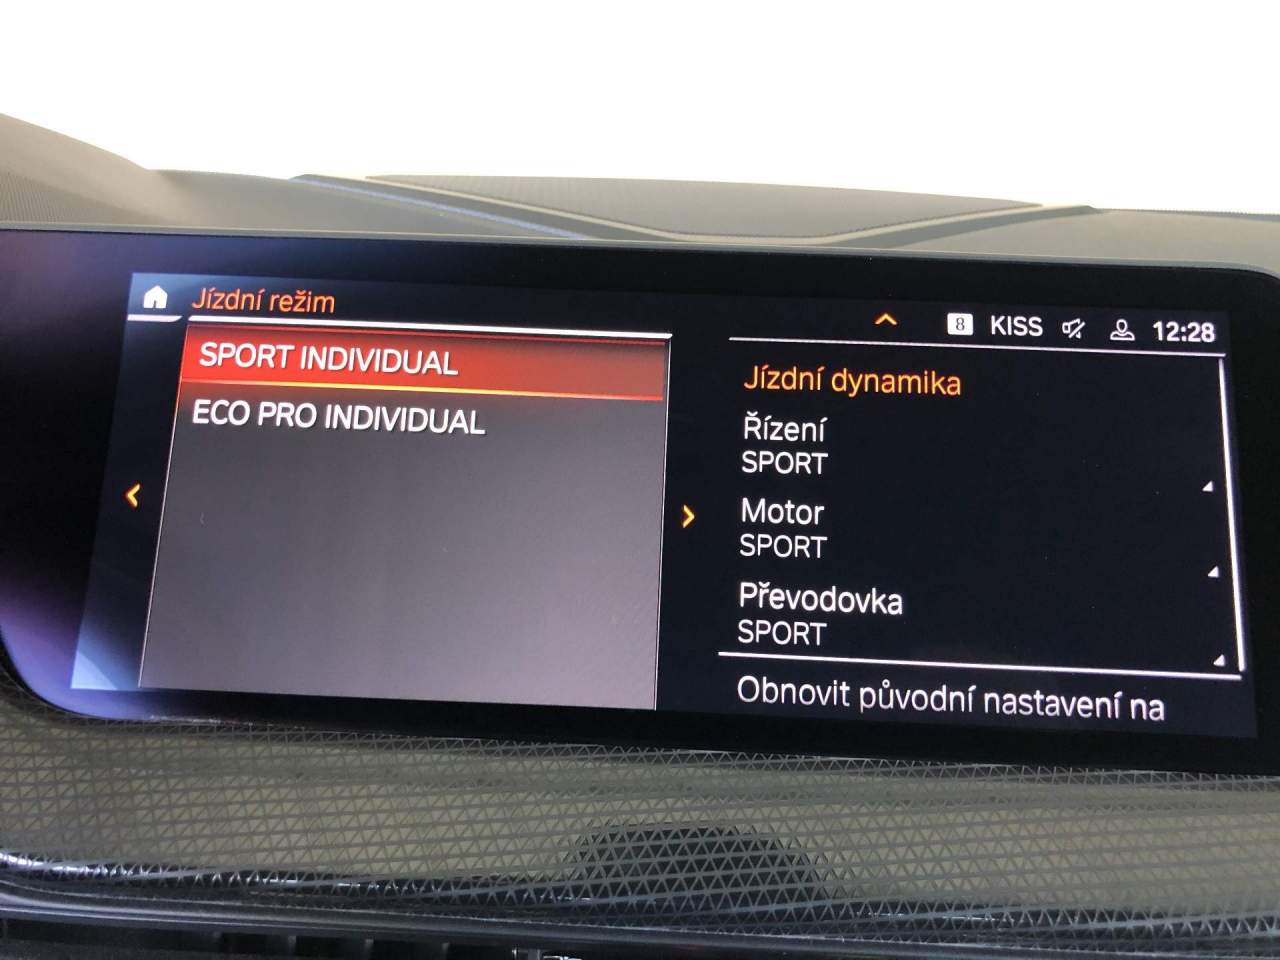 Jízdní režim
8 KISS 12:28
SPORT INDIVIDUAL
ECO PRO INDIVIDUAL
Jízdní dynamika
Řízení
SPORT
Motor
SPORT
Převodovka
SPORT
Obnovit původní nastavení na